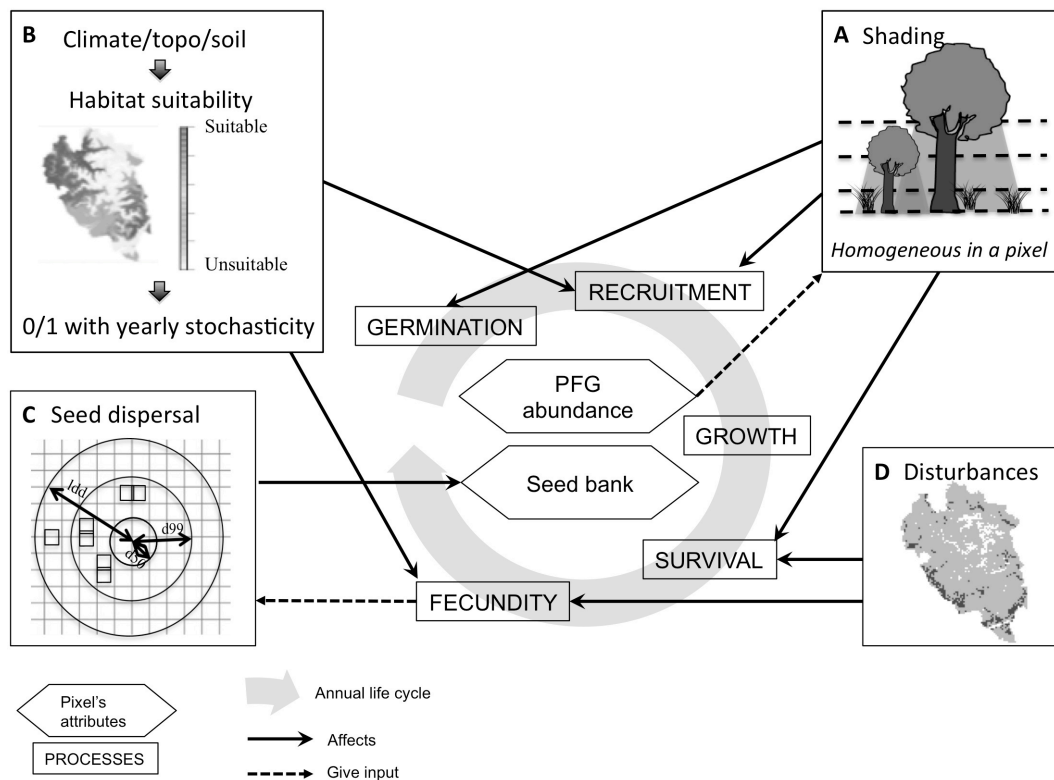 B
Climate/topo/soil
Habitat suitability
Suitable
Unsuitable
0/1 with yearly stochasticity
A Shading
Homogeneous in a pixel
RECRUITMENT
GERMINATION
PFG
abundance
GROWTH
Seed bank
SURVIVAL
FECUNDITY
C Seed dispersal
ldd
d99
d50
D Disturbances
Pixel's
attributes
PROCESSES
Annual life cycle
Affects
Give input